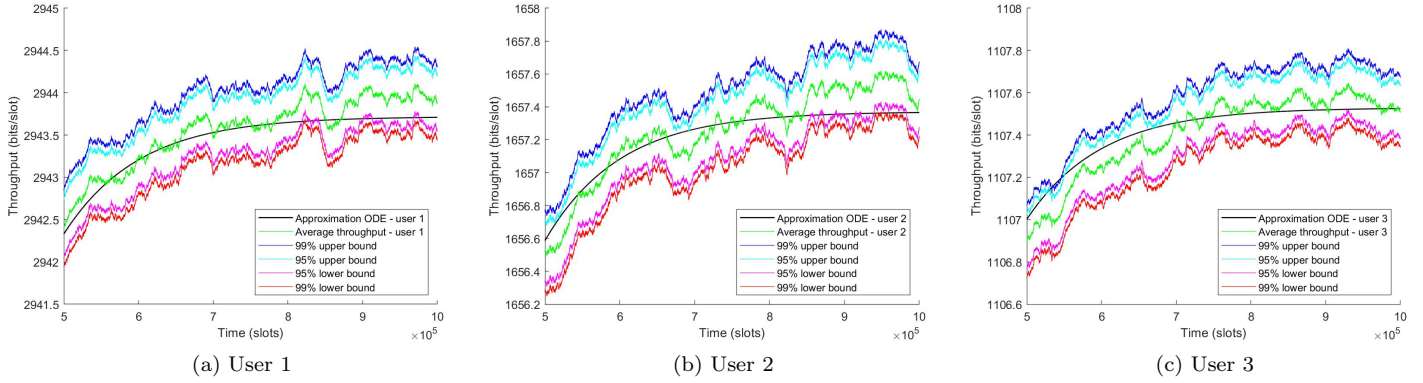 2945
2944.5
2944
2943.5
2943
2942.5
2942
2941.5
Throughput (bits/slot)
5 6 7 8 9 10
Time (slots)
×10⁵
Approximation ODE - user 1
Average throughput - user 1
99% upper bound
95% upper bound
95% lower bound
99% lower bound
(a) User 1
1658
1657.8
1657.6
1657.4
1657.2
1657
1656.8
1656.6
1656.4
1656.2
Throughput (bits/slot)
5 6 7 8 9 10
Time (slots)
×10⁵
Approximation ODE - user 2
Average throughput - user 2
99% upper bound
95% upper bound
95% lower bound
99% lower bound
(b) User 2
1108
1107.8
1107.6
1107.4
1107.2
1107
1106.8
1106.6
Throughput (bits/slot)
5 6 7 8 9 10
Time (slots)
×10⁵
Approximation ODE - user 3
Average throughput - user 3
99% upper bound
95% upper bound
95% lower bound
99% lower bound
(c) User 3